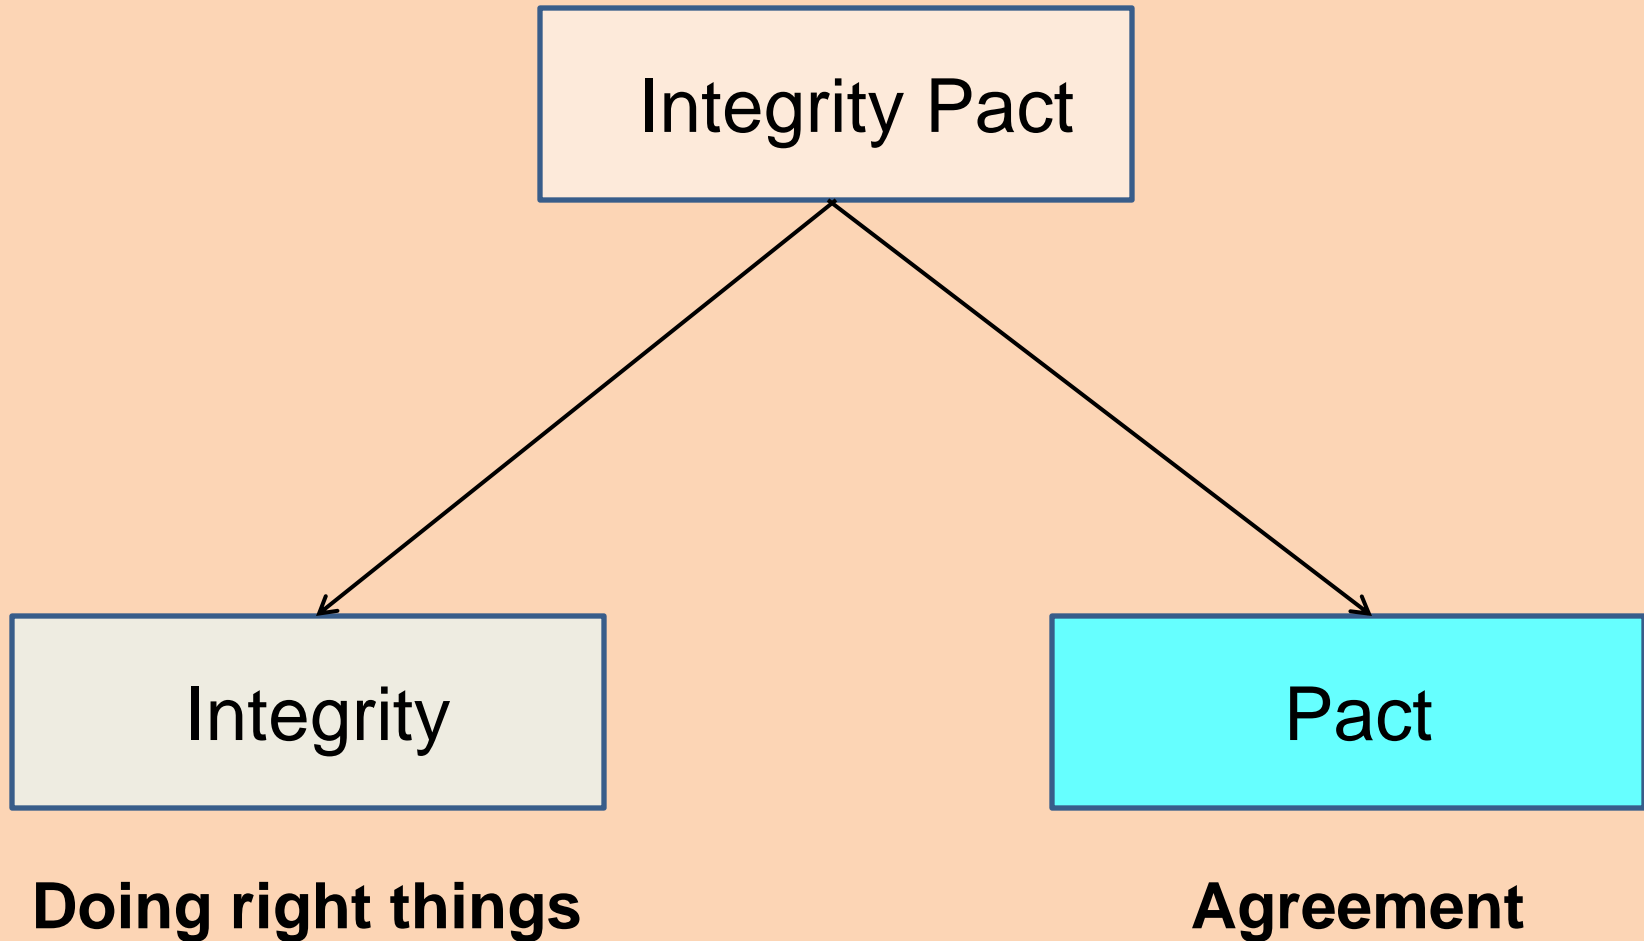 Integrity Pact
Integrity
Pact
Doing right things
Agreement